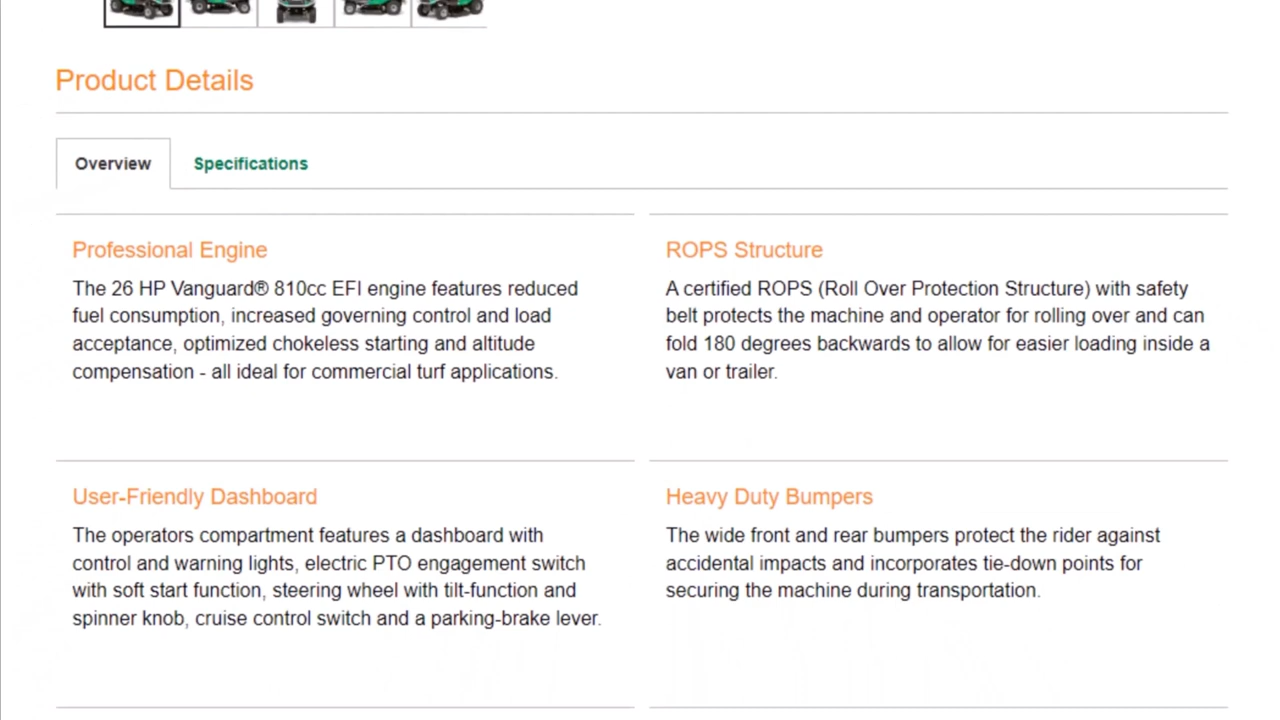 Product Details
Overview
Specifications
Professional Engine
The 26 HP Vanguard® 810cc EFI engine features reduced
fuel consumption, increased governing control and load
acceptance, optimized chokeless starting and altitude
compensation - all ideal for commercial turf applications.
ROPS Structure
A certified ROPS (Roll Over Protection Structure) with safety
belt protects the machine and operator for rolling over and can
fold 180 degrees backwards to allow for easier loading inside a
van or trailer.
User-Friendly Dashboard
The operators compartment features a dashboard with
control and warning lights, electric PTO engagement switch
with soft start function, steering wheel with tilt-function and
spinner knob, cruise control switch and a parking-brake lever.
Heavy Duty Bumpers
The wide front and rear bumpers protect the rider against
accidental impacts and incorporates tie-down points for
securing the machine during transportation.